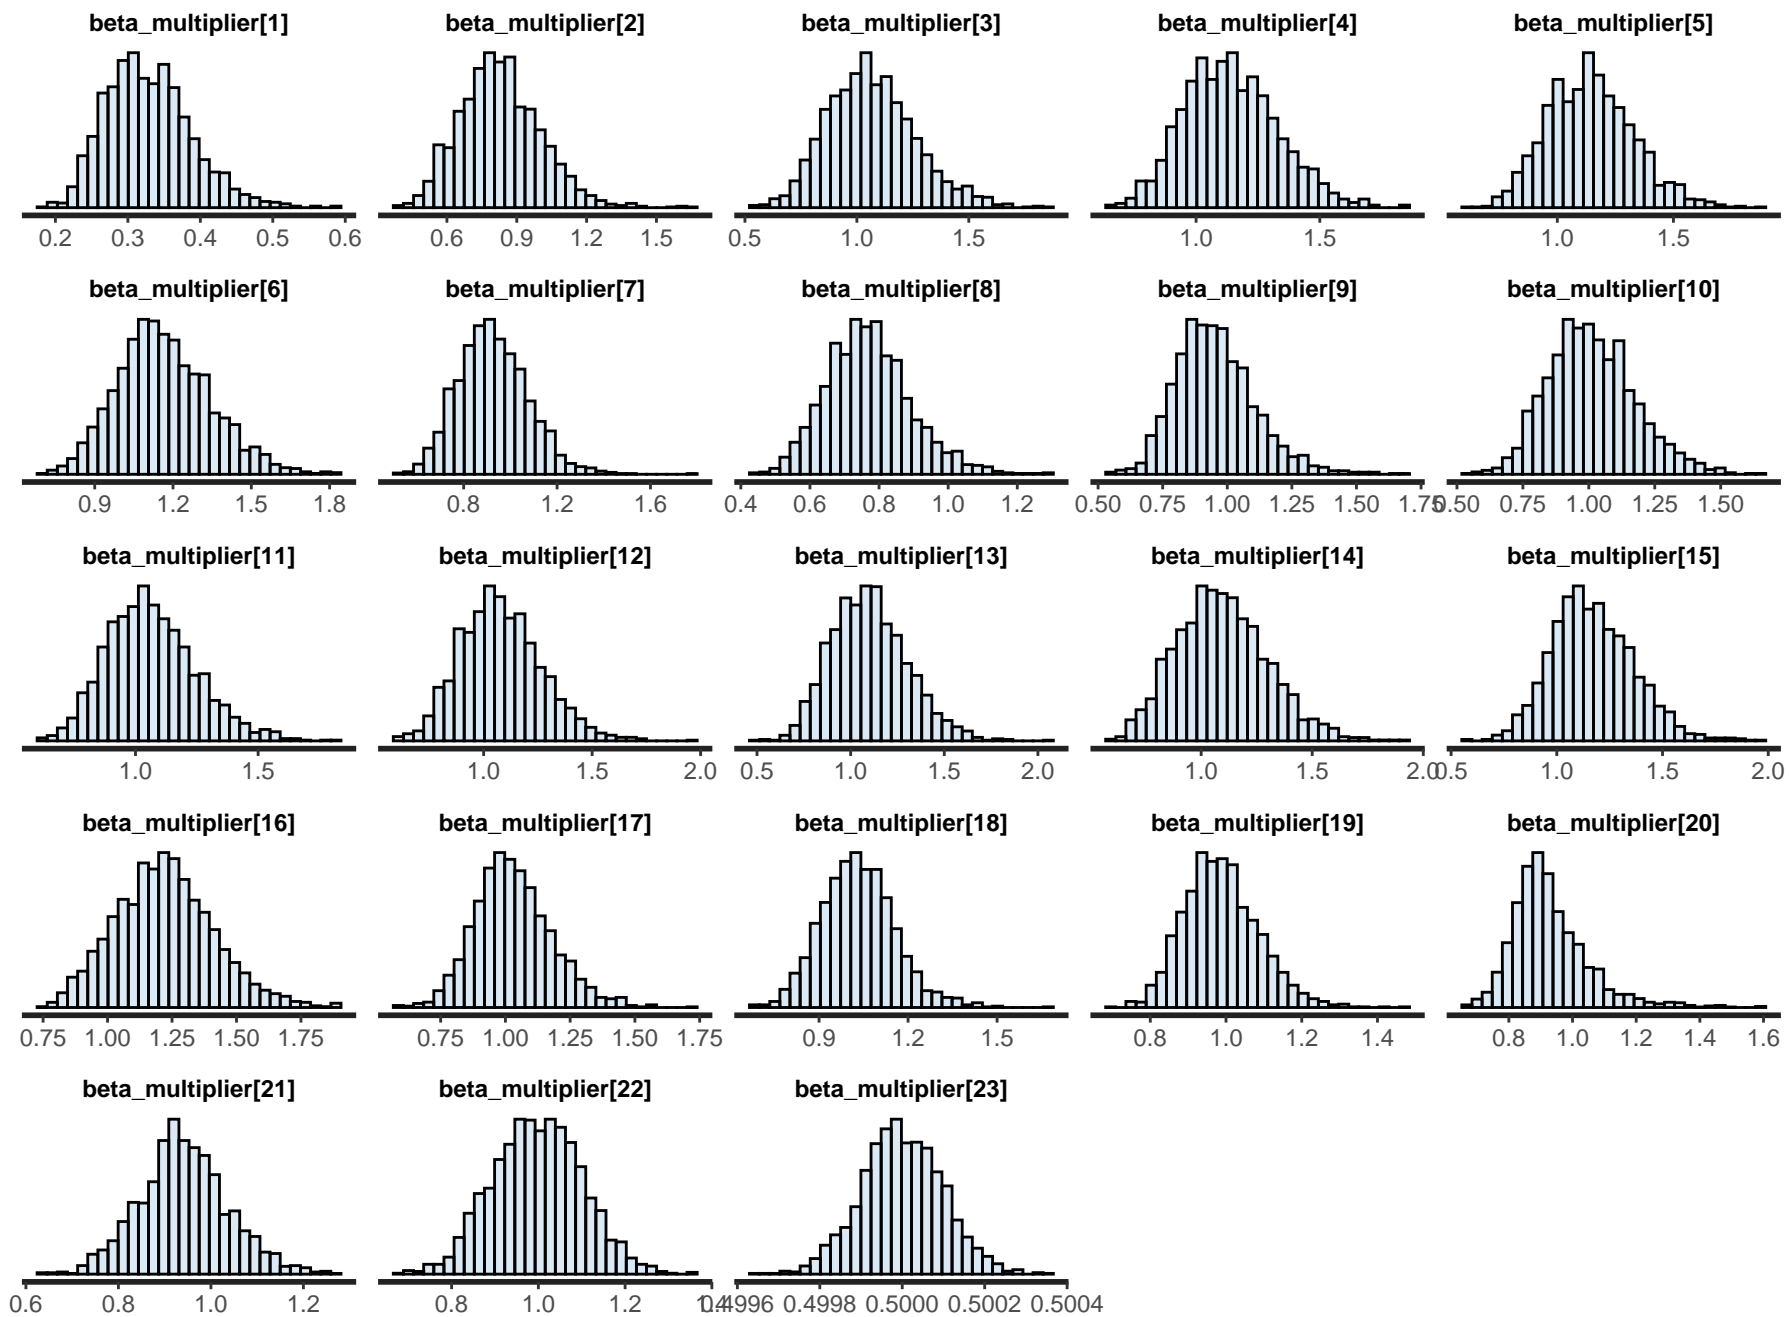 beta_multiplier[1] beta_multiplier[2] beta_multiplier[3] beta_multiplier[4] beta_multiplier[5]
0.2 0.3 0.4 0.5 0.6 0.6 0.9 1.2 1.5 0.5 1.0 1.5 1.0 1.5 1.0 1.5
beta_multiplier[6] beta_multiplier[7] beta_multiplier[8] beta_multiplier[9] beta_multiplier[10]
0.9 1.2 1.5 1.8 0.8 1.2 1.6 0.4 0.6 0.8 1.0 1.2 0.50 0.75 1.00 1.25 1.50 1.75 0.50 0.75 1.00 1.25 1.50
beta_multiplier[11] beta_multiplier[12] beta_multiplier[13] beta_multiplier[14] beta_multiplier[15]
1.0 1.5 1.0 1.5 2.0 0.5 1.0 1.5 2.0 1.0 1.5 2.0 0.5 1.0 1.5 2.0
beta_multiplier[16] beta_multiplier[17] beta_multiplier[18] beta_multiplier[19] beta_multiplier[20]
0.75 1.00 1.25 1.50 1.75 0.75 1.00 1.25 1.50 1.75 0.9 1.2 1.5 0.8 1.0 1.2 1.4 0.8 1.0 1.2 1.4 1.6
beta_multiplier[21] beta_multiplier[22] beta_multiplier[23]
0.6 0.8 1.0 1.2 0.8 1.0 1.2 1.4 0.4996 0.4998 0.5000 0.5002 0.5004